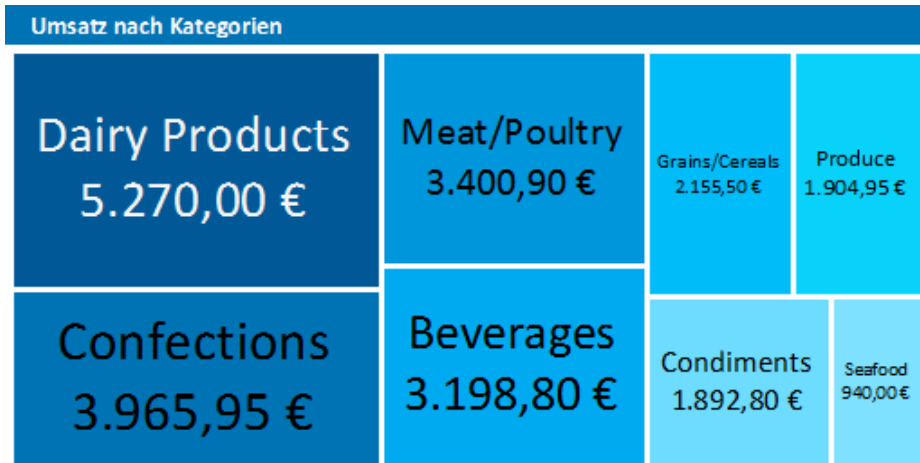 Umsatz nach Kategorien
Dairy Products
5.270,00 €
Confections
3.965,95 €
Meat/Poultry
3.400,90 €
Beverages
3.198,80 €
Grains/Cereals
2.155,50 €
Produce
1.904,95 €
Condiments
1.892,80 €
Seafood
940,00 €